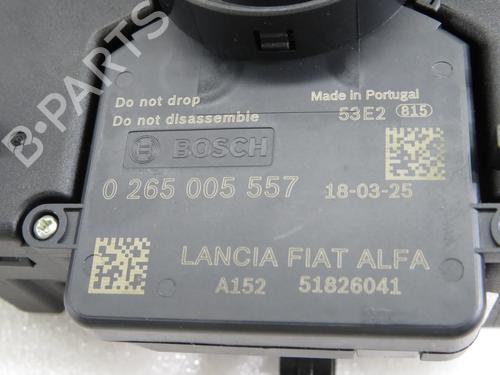 B-PARTS
Do not drop
Do not disassemble
Made in Portugal
53E2 815
BOSCH
0 265 005 557
18-03-25
LANCIA FIAT ALFA
A152 51826041